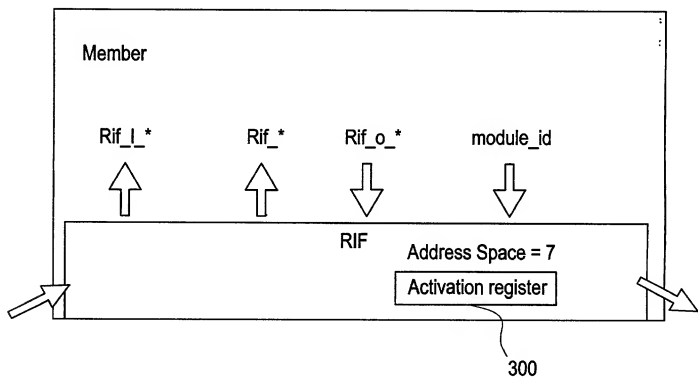 Member
Rif_I_* Rif_* Rif_o_* module_id
RIF
Address Space = 7
Activation register
300